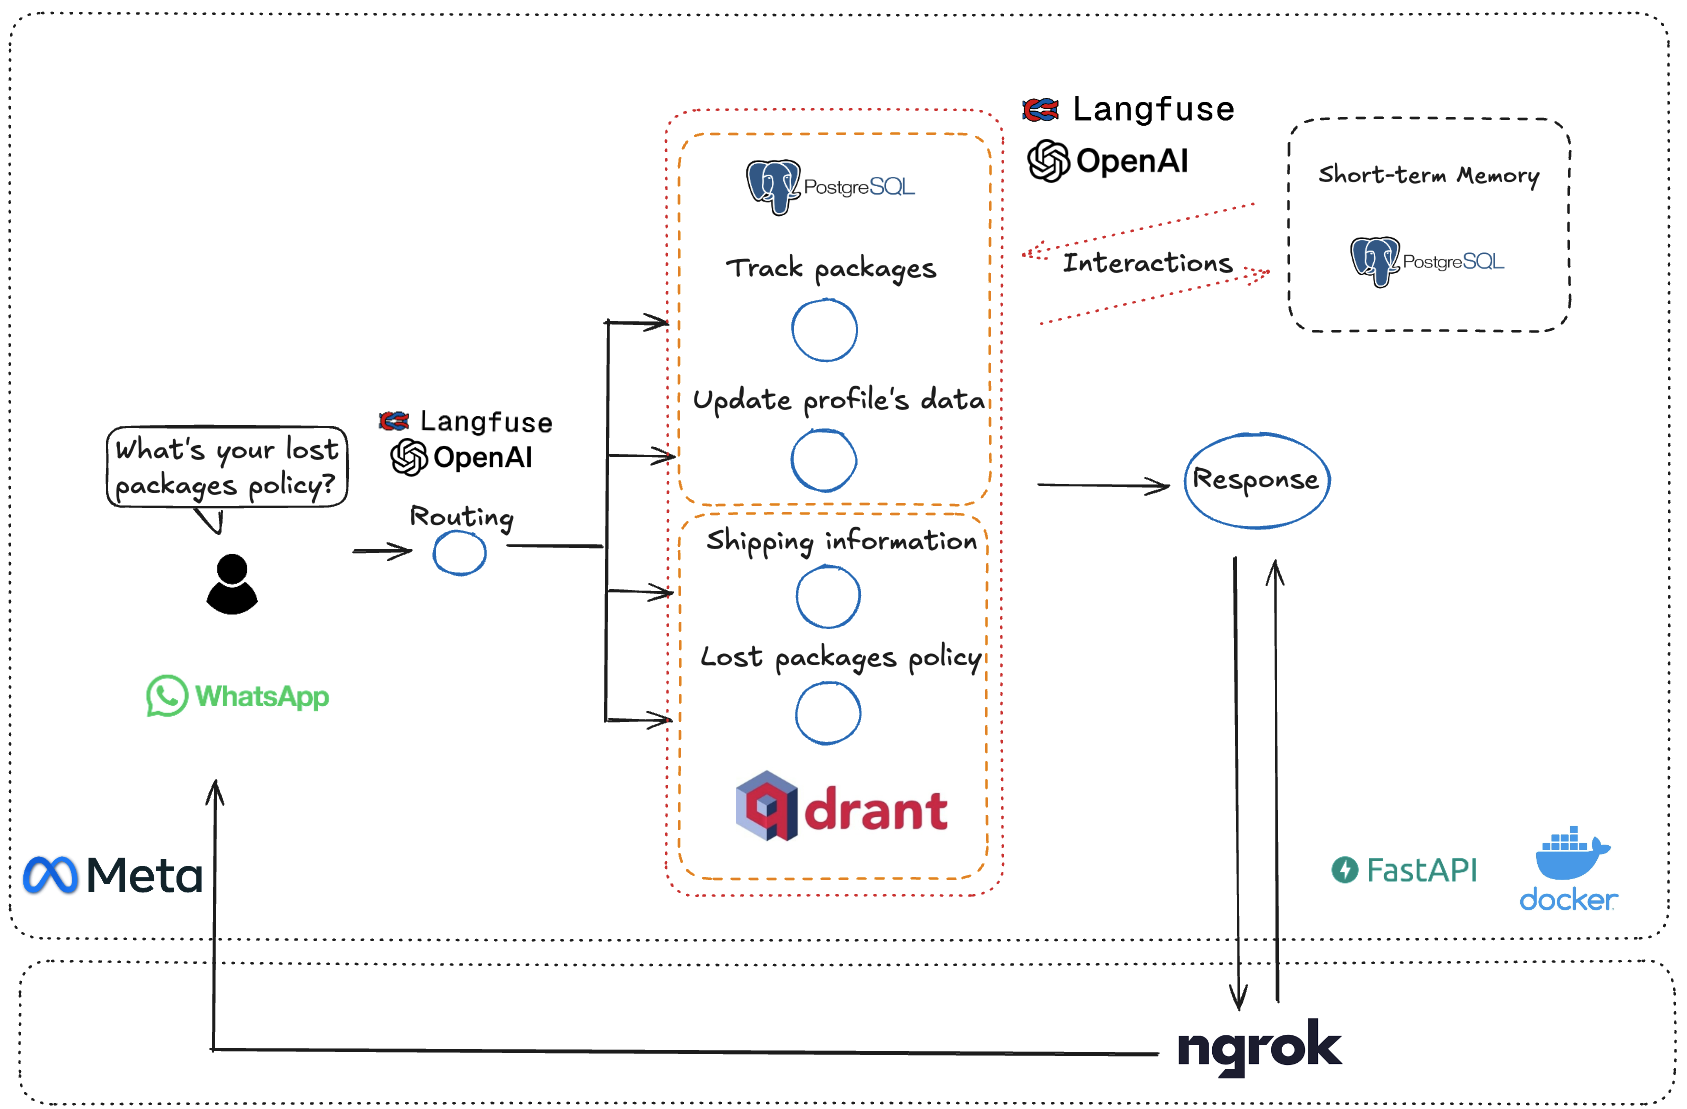 Langfuse
OpenAI
PostgreSQL
Short-term Memory
PostgreSQL
Track packages
Interactions
Update profile's data
Langfuse
OpenAI
What's your lost
packages policy?
Routing
Response
Shipping information
Lost packages policy
WhatsApp
qdrant
Meta
FastAPI
docker
ngrok